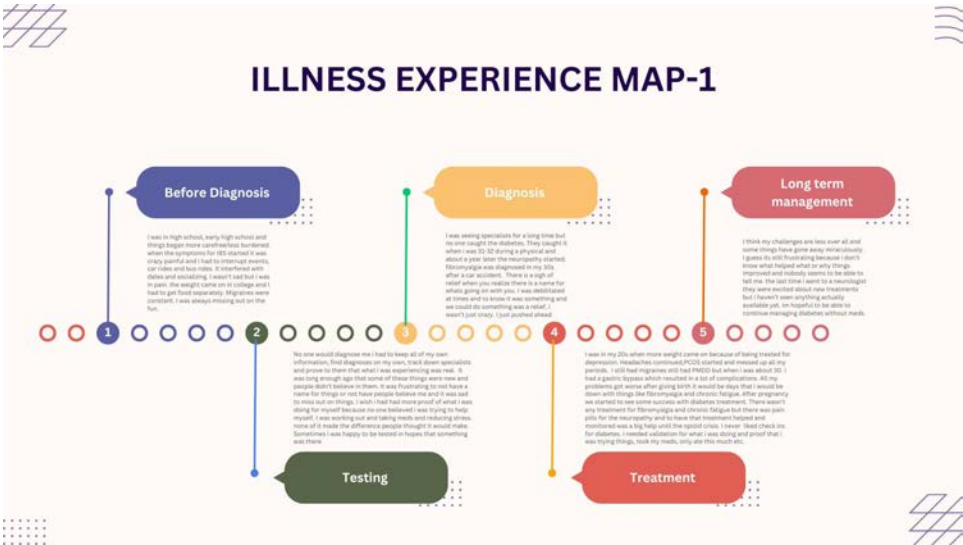 ILLNESS EXPERIENCE MAP-1
Before Diagnosis
I was in high school, early high school and
things began more carefree/less burdened
when the symptoms for IBS started it was
crazy painful and I had to interrupt events,
car rides and bus rides. It interfered with
dates and socializing. I wasn't sad but i was
in pain. the weight came on in college and I
had to get food separately. Migraines were
constant. I was always missing out on the
fun.
1
2
No one would diagnose me i had to keep all of my own
information, find diagnoses on my own, track down specialists
and prove to them that what i was experiencing was real. It
was long enough ago that some of these things were new and
people didn't believe in them. It was frustrating to not have a
name for things or not have people believe me and it was sad
to miss out on things. I wish i had had more proof of what i was
doing for myself because no one believed i was trying to help
myself, I was working out and taking meds and reducing stress.
none of it made the difference people thought it would make.
Sometimes I was happy to be tested in hopes that something
was there
Testing
Diagnosis
I was seeing specialists for a long time but
no one caught the diabetes. They caught it
when i was 31-32 during a physical and
about a year later the neuropathy started.
fibromyalgia was diagnosed in my 30s
after a car accident. There is a sigh of
relief when you realize there is a name for
whats going on with you. I was debilitated
at times and to know it was something and
we could do something was a relief, i
wasn't just crazy. I just pushed ahead
3
4
I was in my 20s when more weight came on because of being treated for
depression. Headaches continued,PCOS started and messed up all my
periods. I still had migraines still had PMDD but when i was about 30. I
had a gastric bypass which resulted in a lot of complications. All my
problems got worse after giving birth it would be days that i would be
down with things like fibromyalgia and chronic fatigue. After pregnancy
we started to see some success with diabetes treatment. There wasn't
any treatment for fibromyalgia and chronic fatigue but there was pain
pills for the neuropathy and to have that treatment helped and
monitored was a big help until the opioid crisis. I never liked check ins
for diabetes. I needed validation for what i was doing and proof that i
was trying things, took my meds, only ate this much etc.
Treatment
Long term
management
I think my challenges are less over all and
some things have gone away miraculously
I guess its still frustrating because i don't
know what helped what or why things
improved and nobody seems to be able to
tell me. the last time i went to a neurologist
they were excited about new treatments
but i haven't seen anything actually
available yet. im hopeful to be able to
continue managing diabetes without meds.
5